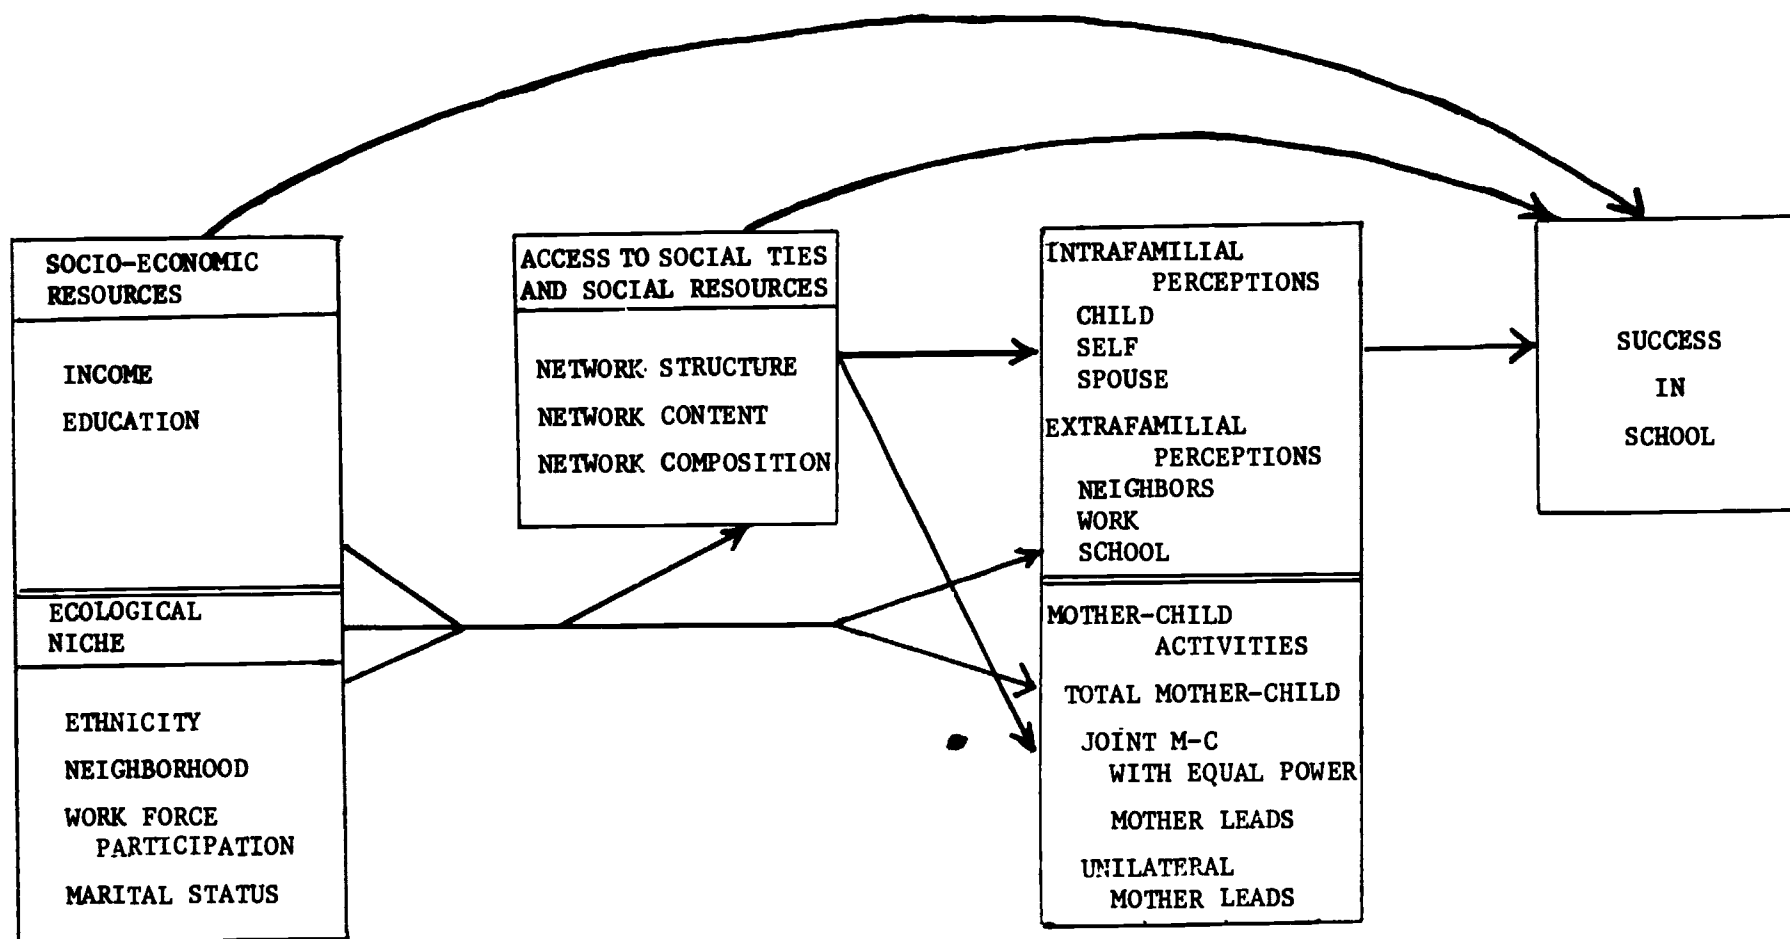 SOCIO-ECONOMIC
RESOURCES
INCOME
EDUCATION
ECOLOGICAL
NICHE
ETHNICITY
NEIGHBORHOOD
WORK FORCE
PARTICIPATION
MARITAL STATUS
ACCESS TO SOCIAL TIES
AND SOCIAL RESOURCES
NETWORK STRUCTURE
NETWORK CONTENT
NETWORK COMPOSITION
INTRAFAMILIAL
PERCEPTIONS
CHILD
SELF
SPOUSE
EXTRAFAMILIAL
PERCEPTIONS
NEIGHBORS
WORK
SCHOOL
MOTHER-CHILD
ACTIVITIES
TOTAL MOTHER-CHILD
JOINT M-C
WITH EQUAL POWER
MOTHER LEADS
UNILATERAL
MOTHER LEADS
SUCCESS
IN
SCHOOL